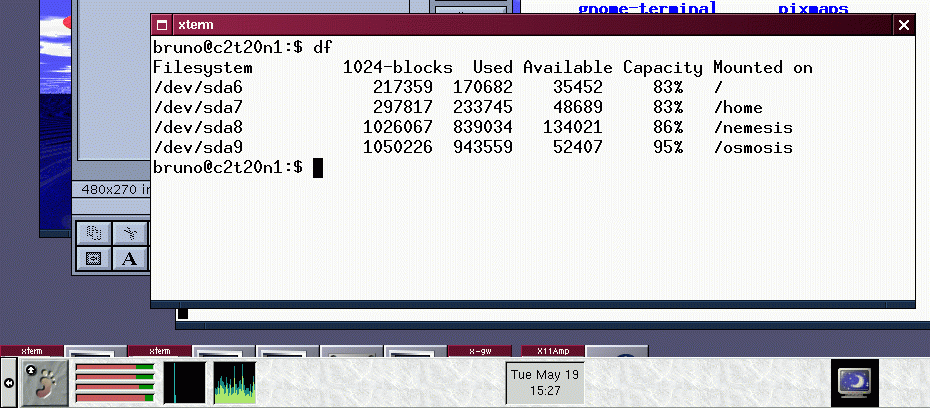 gnome-terminal pixmaps
xterm
bruno@c2t20n1:$ df
Filesystem 1024-blocks Used Available Capacity Mounted on
/dev/sda6 217359 170682 35452 83% /
/dev/sda7 297817 233745 48689 83% /home
/dev/sda8 1026067 839034 134021 86% /nemesis
/dev/sda9 1050226 943559 52407 95% /osmosis
bruno@c2t20n1:$
480x270 in
A
xterm xterm x-gw X11Amp
Tue May 19
15:27